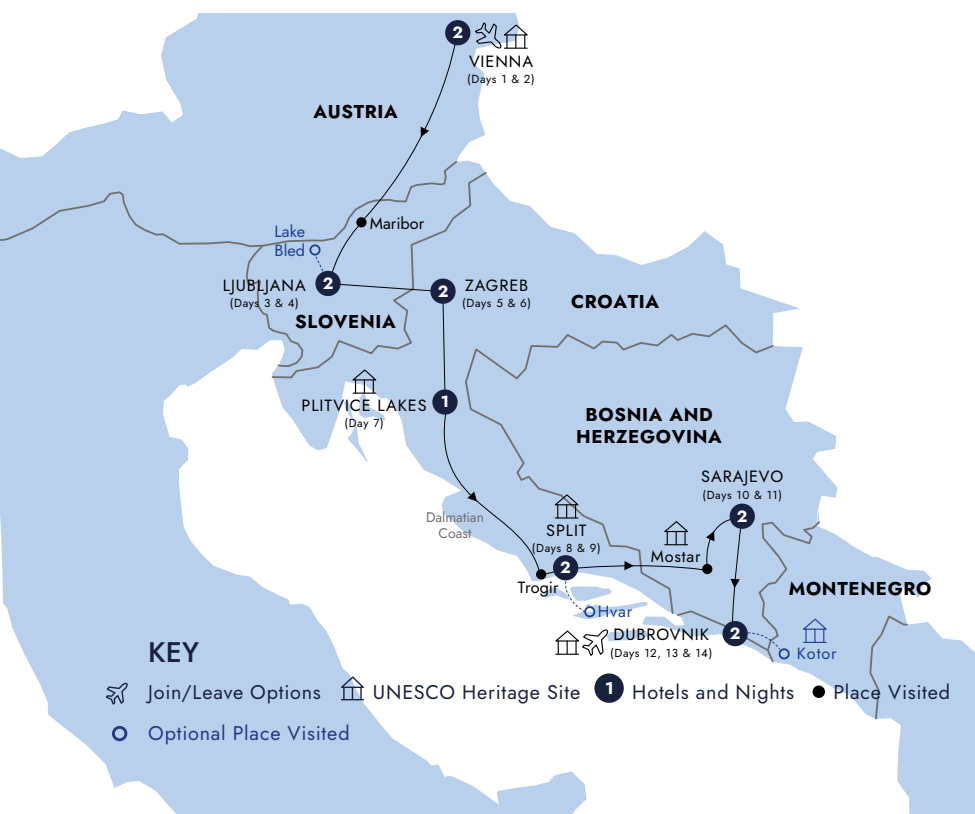 2
VIENNA
(Days 1 & 2)
AUSTRIA
Maribor
Lake
Bled
LJUBLJANA
2
(Days 3 & 4)
2
ZAGREB
(Days 5 & 6)
SLOVENIA
CROATIA
PLITVICE LAKES
1
(Day 7)
BOSNIA AND
HERZEGOVINA
SARAJEVO
(Days 10 & 11)
2
Dalmatian
Coast
SPLIT
(Days 8 & 9)
2
Mostar
Trogir
MONTENEGRO
Hvar
DUBROVNIK
2
(Days 12, 13 & 14)
Kotor
KEY
Join/Leave Options
UNESCO Heritage Site
1
Hotels and Nights
Place Visited
Optional Place Visited